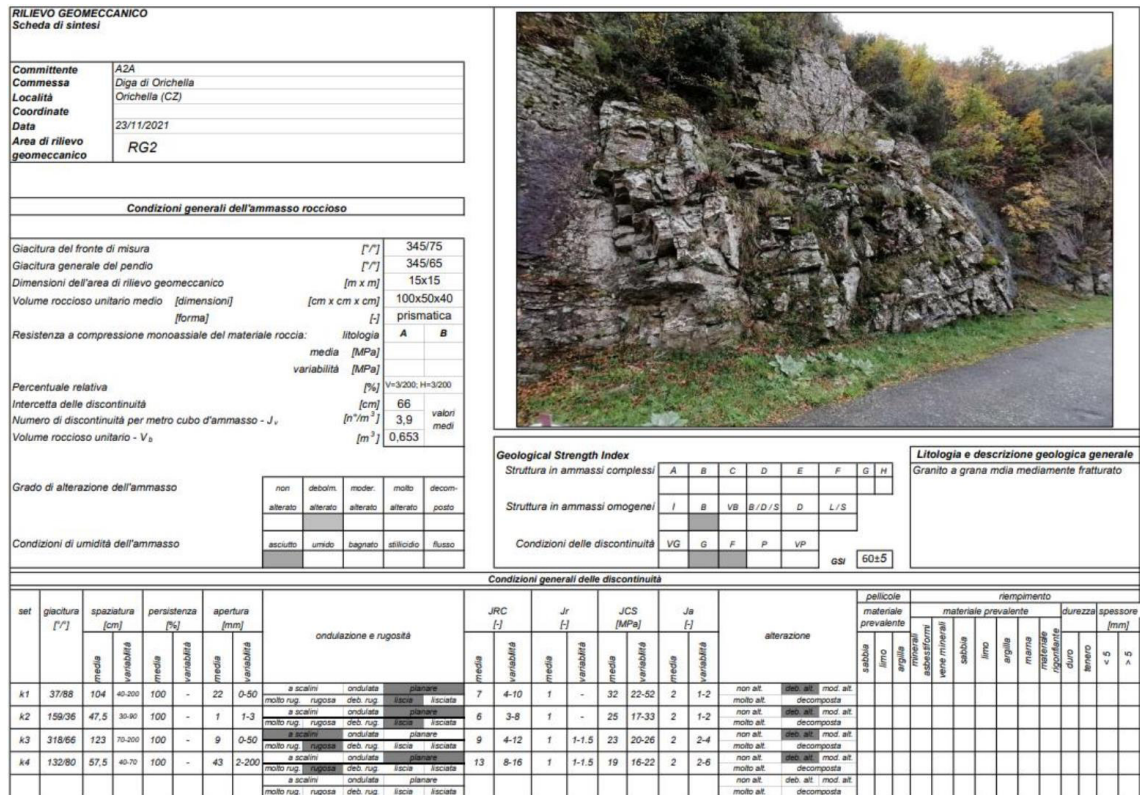 RILIEVO GEOMECCANICO
Scheda di sintesi
Committente A2A
Commessa Diga di Orichella
Località Orichella (CZ)
Coordinate
Data 23/11/2021
Area di rilievo geomeccanico RG2
Condizioni generali dell'ammasso roccioso
Giacitura del fronte di misura [°/°] 345/75
Giacitura generale del pendio [°/°] 345/65
Dimensioni dell'area di rilievo geomeccanico [m x m] 15x15
Volume roccioso unitario medio [dimensioni] [cm x cm x cm] 100x50x40
[forma] [-] prismatica
Resistenza a compressione monoassiale del materiale roccia: litologia A B
media [MPa]
variabilità [MPa]
Percentuale relativa [%] V=3/200; H=3/200
Intercetta delle discontinuità [cm] 66
Numero di discontinuità per metro cubo d'ammasso - Jv [n°/m³] 3,9 valori medi
Volume roccioso unitario - Vb [m³] 0,653
Grado di alterazione dell'ammasso non alterato debolm. alterato moder. alterato molto alterato decom-posto
Condizioni di umidità dell'ammasso asciutto umido bagnato stillicidio flusso
Geological Strength Index
Struttura in ammassi complessi A B C D E F G H
Struttura in ammassi omogenei I B VB B/D/S D L/S
Condizioni delle discontinuità VG G F P VP
GSI 60±5
Litologia e descrizione geologica generale
Granito a grana mdia mediamente fratturato
Condizioni generali delle discontinuità
set giacitura [°/°] spaziatura [cm] persistenza [%] apertura [mm] ondulazione e rugosità JRC [-] Jr [-] JCS [MPa] Ja [-] alterazione pellicole materiale prevalente riempimento materiale prevalente durezza spessore [mm]
media variabilità media variabilità media variabilità media variabilità media variabilità media variabilità media variabilità sabbia limo argilla minerali asbestiformi vene minerali sabbia limo argilla marna materiale rigonfiante duro tenero < 5 > 5
k1 37/88 104 40-200 100 - 22 0-50 a scalini ondulata planare 7 4-10 1 - 32 22-52 2 1-2 non alt. deb. alt. mod. alt.
molto rug. rugosa deb. rug. liscia lisciata molto alt. decomposta
k2 159/36 47,5 30-90 100 - 1 1-3 a scalini ondulata planare 6 3-8 1 - 25 17-33 2 1-2 non alt. deb. alt. mod. alt.
molto rug. rugosa deb. rug. liscia lisciata molto alt. decomposta
k3 318/66 123 70-200 100 - 9 0-50 a scalini ondulata planare 9 4-12 1 1-1.5 23 20-26 2 2-4 non alt. deb. alt. mod. alt.
molto rug. rugosa deb. rug. liscia lisciata molto alt. decomposta
k4 132/80 57,5 40-70 100 - 43 2-200 a scalini ondulata planare 13 8-16 1 1-1.5 19 16-22 2 2-6 non alt. deb. alt. mod. alt.
molto rug. rugosa deb. rug. liscia lisciata molto alt. decomposta
a scalini ondulata planare non alt. deb. alt. mod. alt.
molto rug. rugosa deb. rug. liscia lisciata molto alt. decomposta